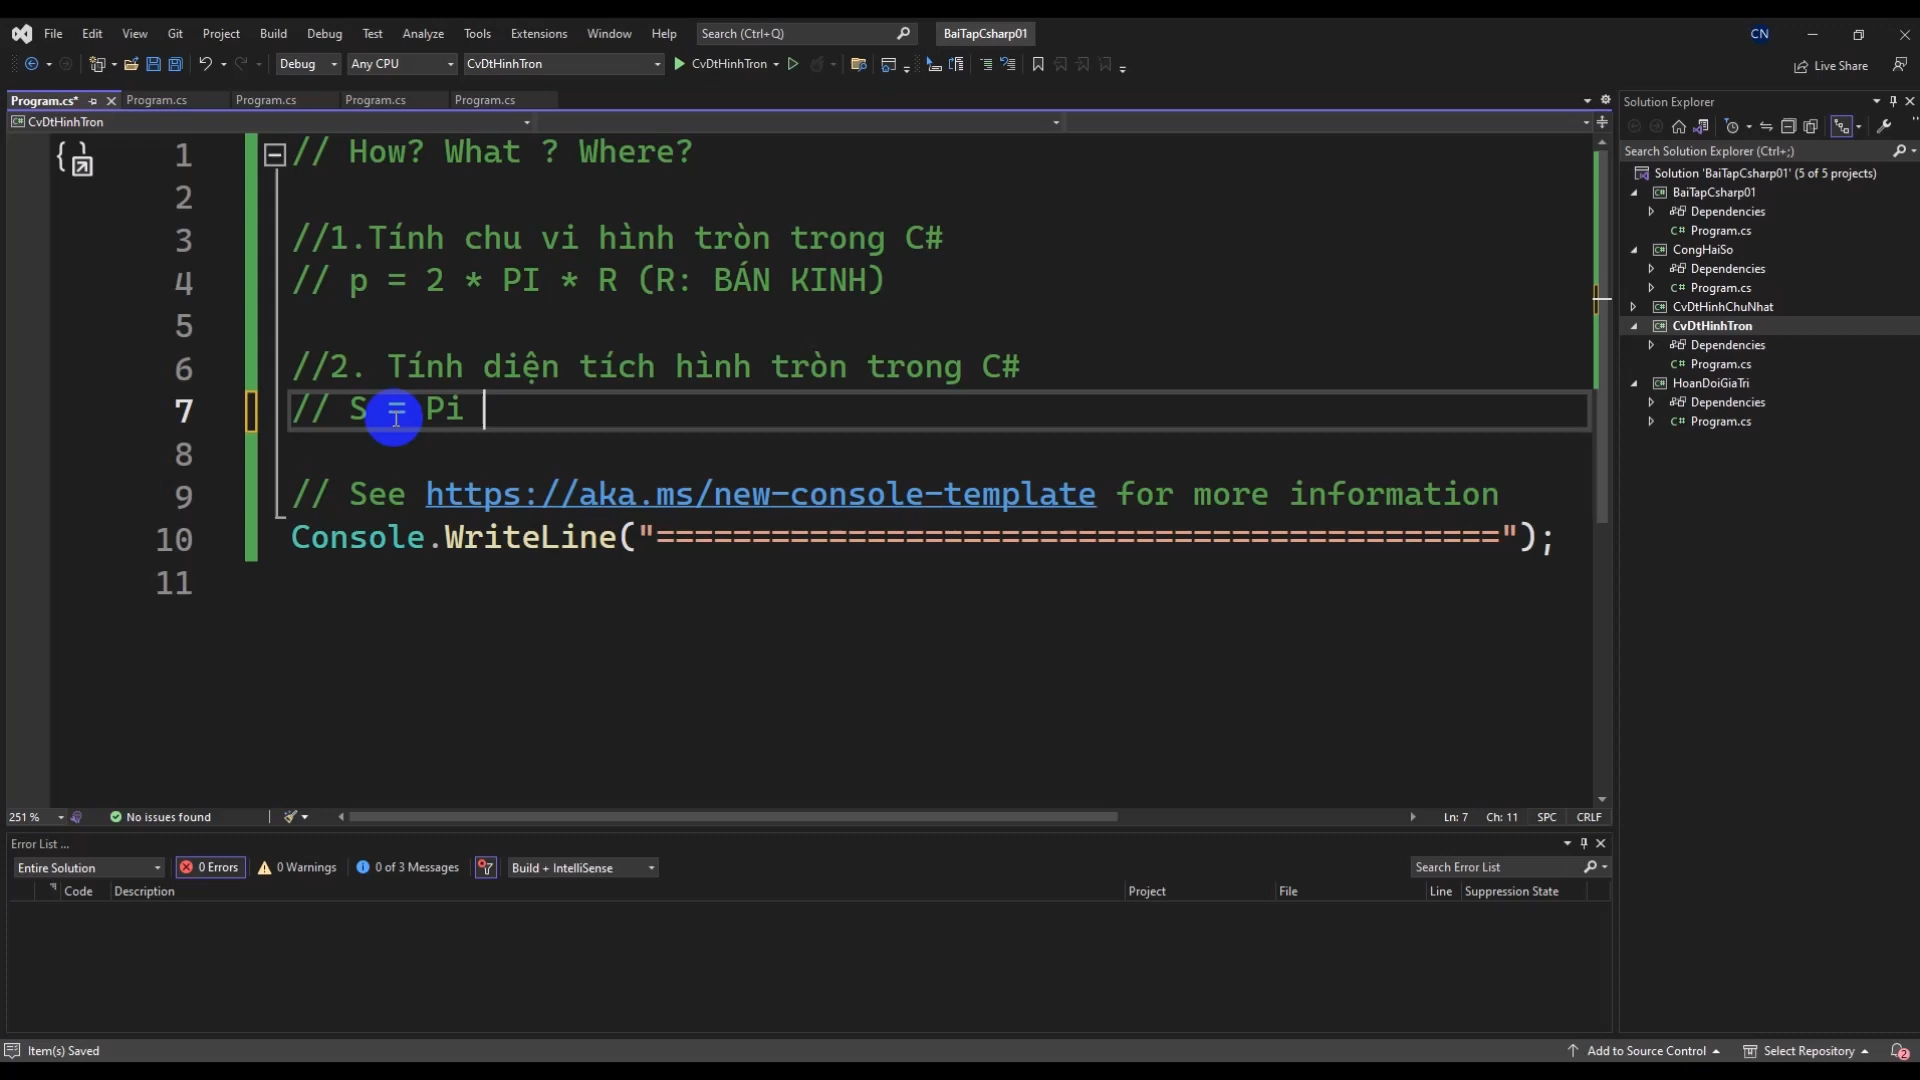 File Edit View Git Project Build Debug Test Analyze Tools Extensions Window Help Search (Ctrl+Q) BaiTapCsharp01 CN
Debug Any CPU CvDtHinhTron CvDtHinhTron Live Share
Program.cs* Program.cs Program.cs Program.cs Program.cs
CvDtHinhTron
1 // How? What ? Where?
2
3 //1.Tính chu vi hình tròn trong C#
4 // p = 2 * PI * R (R: BÁN KINH)
5
6 //2. Tính diện tích hình tròn trong C#
7 // S = Pi
8
9 // See https://aka.ms/new-console-template for more information
10 Console.WriteLine("============================================");
11
251 % No issues found Ln: 7 Ch: 11 SPC CRLF
Error List ...
Entire Solution 0 Errors 0 Warnings 0 of 3 Messages Build + IntelliSense Search Error List
Code Description Project File Line Suppression State
Solution Explorer
Search Solution Explorer (Ctrl+;)
Solution 'BaiTapCsharp01' (5 of 5 projects)
BaiTapCsharp01
Dependencies
C# Program.cs
CongHaiSo
Dependencies
C# Program.cs
CvDtHinhChuNhat
CvDtHinhTron
Dependencies
C# Program.cs
HoanDoiGiaTri
Dependencies
C# Program.cs
Item(s) Saved Add to Source Control Select Repository 2